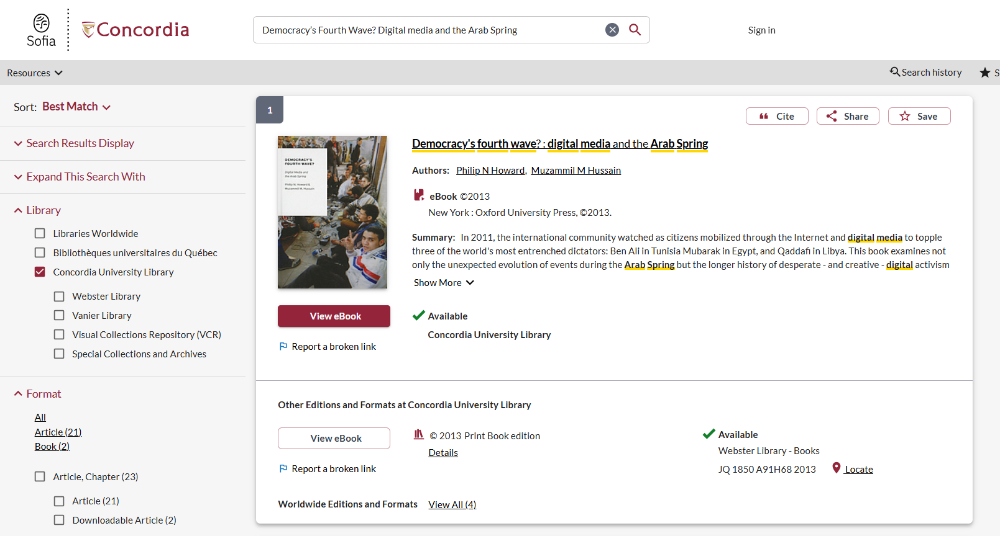 Sofia
Concordia
Democracy's Fourth Wave? Digital media and the Arab Spring
Sign in
Resources
Search history
S
Sort: Best Match
Search Results Display
Expand This Search With
Library
Libraries Worldwide
Bibliothèques universitaires du Québec
Concordia University Library
Webster Library
Vanier Library
Visual Collections Repository (VCR)
Special Collections and Archives
Format
All
Article (21)
Book (2)
Article, Chapter (23)
Article (21)
Downloadable Article (2)
1
Cite
Share
Save
DEMOCRACY'S
FOURTH WAVE?
Digital Media and
the Arab Spring
Philip N. Howard &
Muzammil M. Hussain
Democracy's fourth wave? : digital media and the Arab Spring
Authors: Philip N Howard, Muzammil M Hussain
eBook ©2013
New York : Oxford University Press, ©2013.
Summary: In 2011, the international community watched as citizens mobilized through the Internet and digital media to topple
three of the world's most entrenched dictators: Ben Ali in Tunisia Mubarak in Egypt, and Qaddafi in Libya. This book examines not
only the unexpected evolution of events during the Arab Spring but the longer history of desperate - and creative - digital activism
Show More
View eBook
Available
Concordia University Library
Report a broken link
Other Editions and Formats at Concordia University Library
View eBook
© 2013 Print Book edition
Details
Available
Webster Library - Books
JQ 1850 A91H68 2013
Locate
Report a broken link
Worldwide Editions and Formats View All (4)